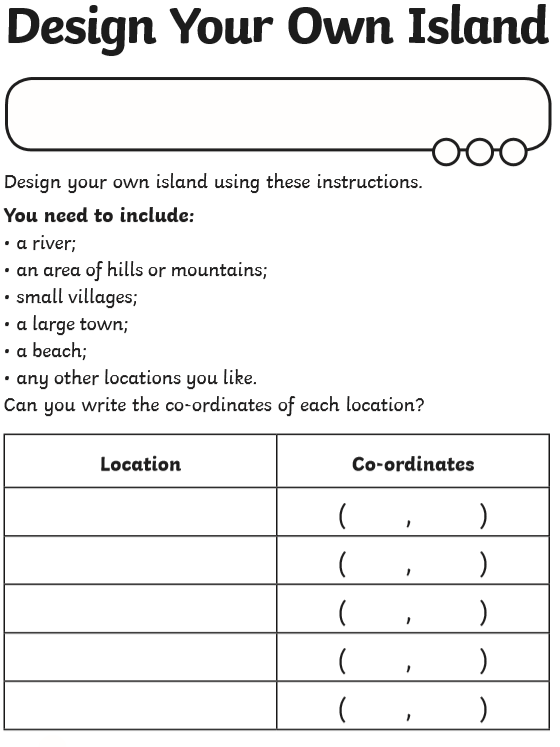 Design Your Own Island
Design your own island using these instructions.
You need to include:
• a river;
• an area of hills or mountains;
• small villages;
• a large town;
• a beach;
• any other locations you like.
Can you write the co-ordinates of each location?
Location Co-ordinates
( , )
( , )
( , )
( , )
( , )